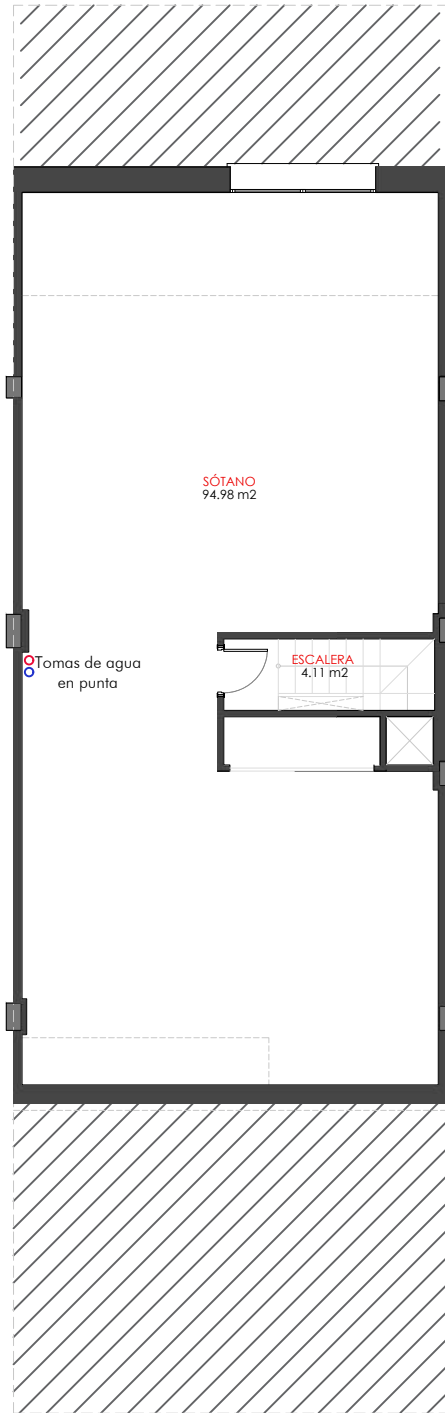 SÓTANO
94.98 m2
Tomas de agua
en punta
ESCALERA
4.11 m2